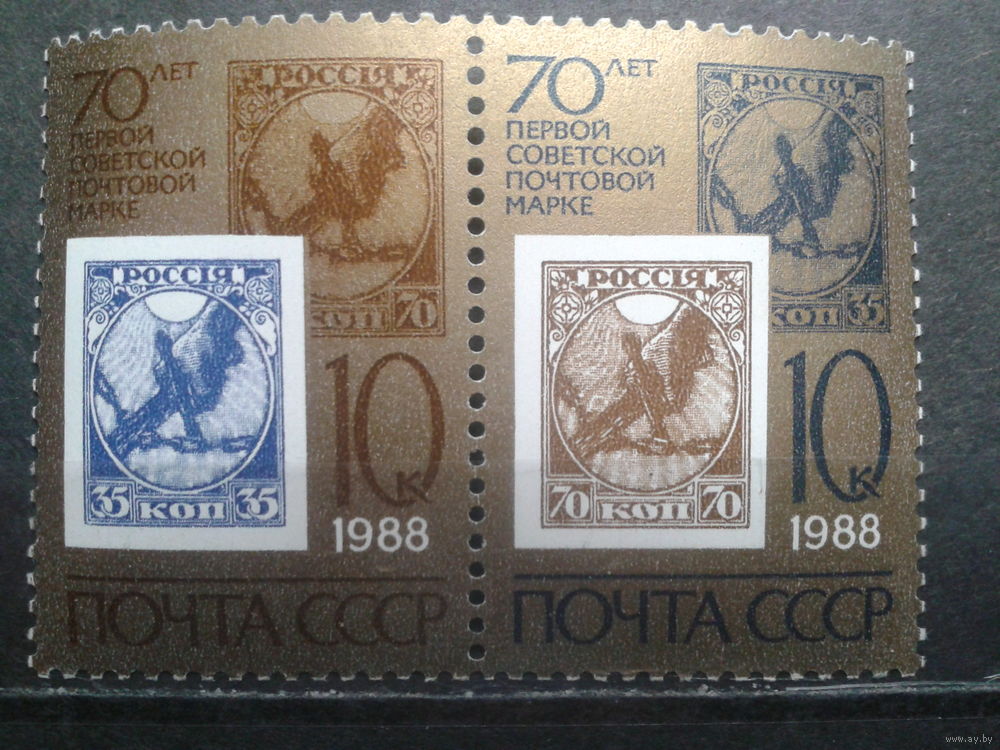 70 ЛЕТ
ПЕРВОЙ
СОВЕТСКОЙ
ПОЧТОВОЙ
МАРКЕ
РОССІЯ
КОП 70
РОССІЯ
35 КОП 35
10 к
1988
ПОЧТА СССР
70 ЛЕТ
ПЕРВОЙ
СОВЕТСКОЙ
ПОЧТОВОЙ
МАРКЕ
РОССІЯ
КОП 35
РОССІЯ
70 КОП 70
10 к
1988
ПОЧТА СССР
www.ay.by